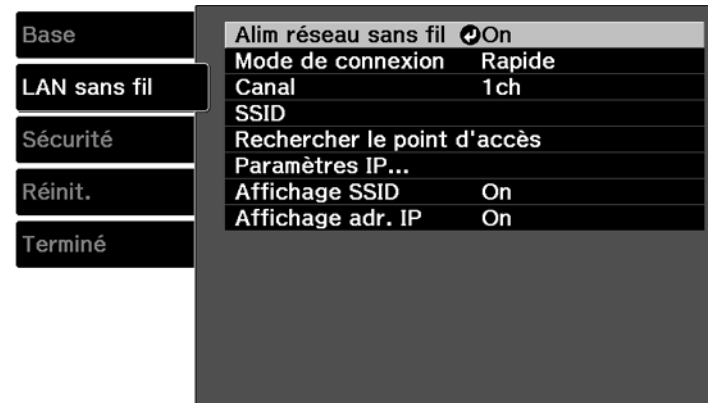 Base
LAN sans fil
Sécurité
Réinit.
Terminé
Alim réseau sans fil On
Mode de connexion Rapide
Canal 1ch
SSID
Rechercher le point d'accès
Paramètres IP...
Affichage SSID On
Affichage adr. IP On